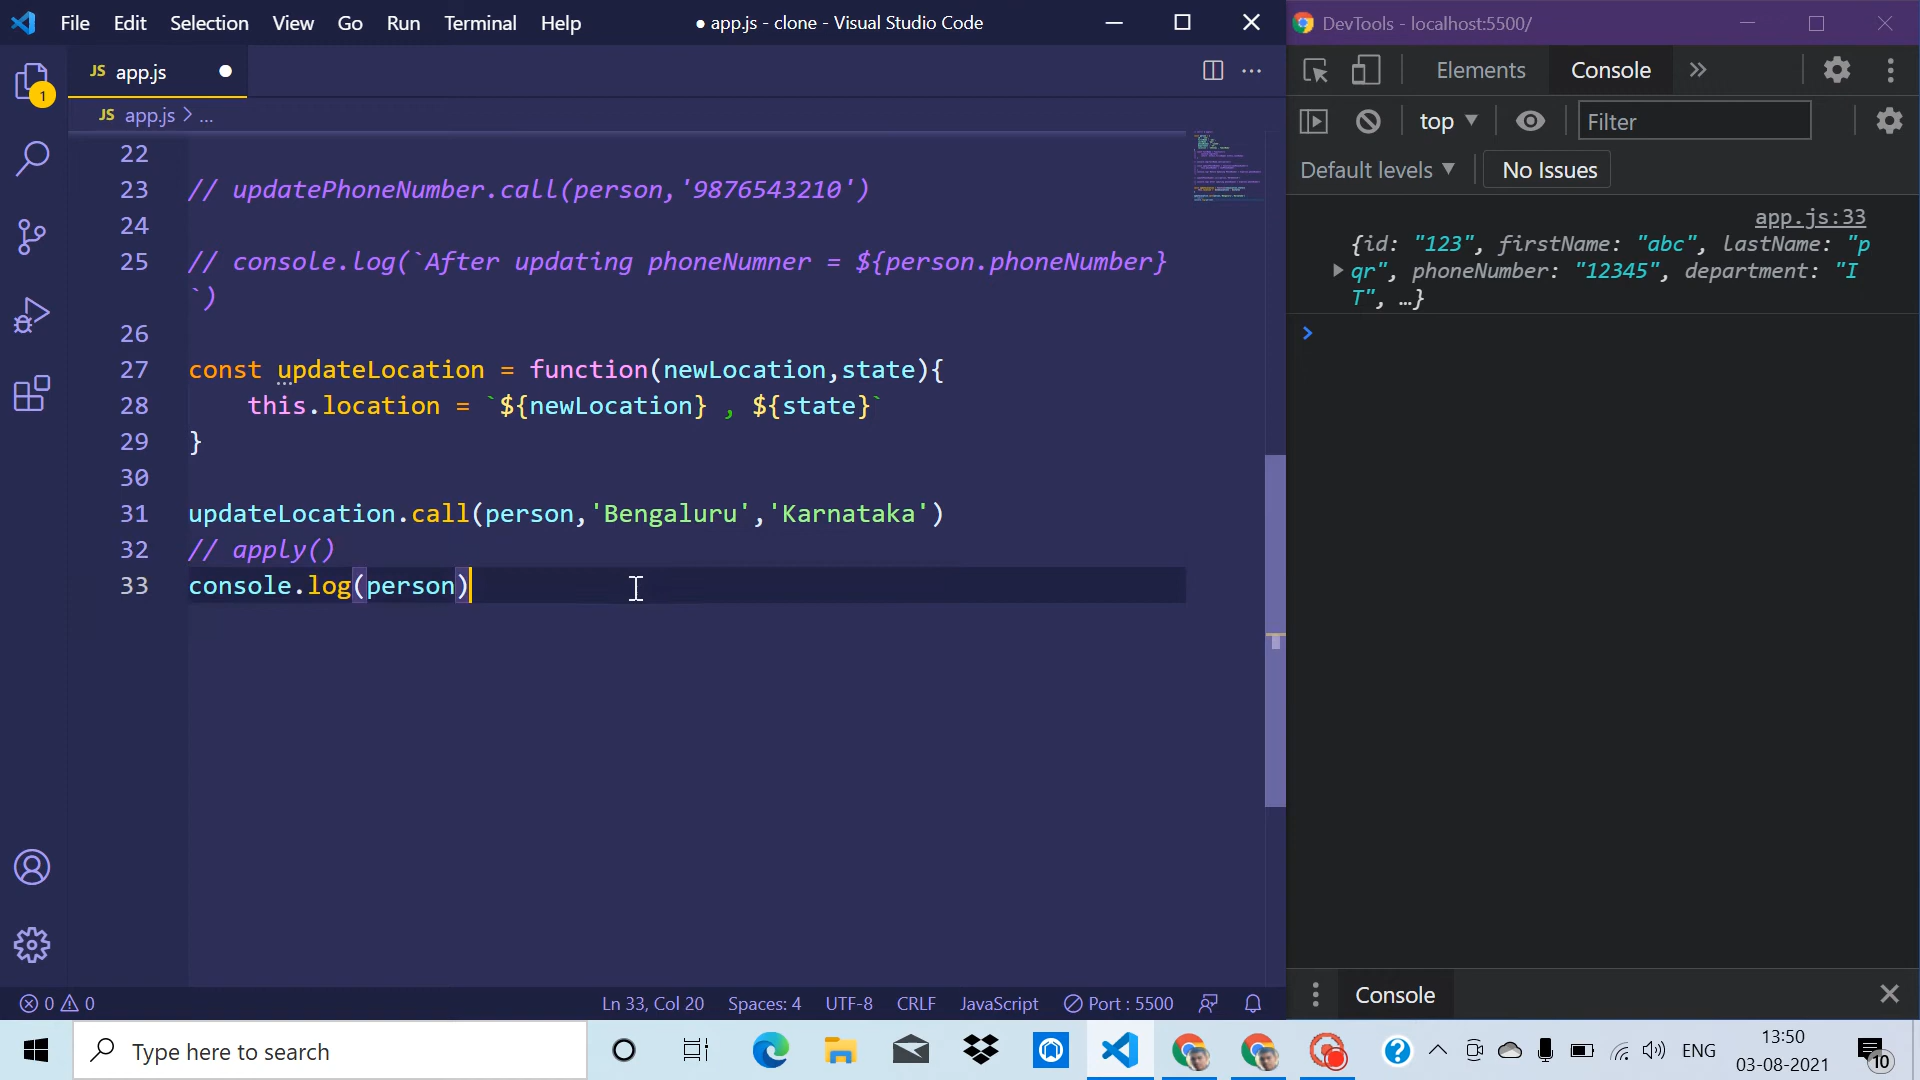 File Edit Selection View Go Run Terminal Help
● app.js - clone - Visual Studio Code
JS app.js ●
JS app.js > ...
1
22
23 // updatePhoneNumber.call(person,'9876543210')
24
25 // console.log(`After updating phoneNumner = ${person.phoneNumber}
`)
26
27 const updateLocation = function(newLocation,state){
28 this.location = `${newLocation} , ${state}`
29 }
30
31 updateLocation.call(person,'Bengaluru','Karnataka')
32 // apply()
33 console.log(person)
0 0 Ln 33, Col 20 Spaces: 4 UTF-8 CRLF JavaScript Port : 5500
DevTools - localhost:5500/
Elements Console »
top Filter
Default levels No Issues
app.js:33
{id: "123", firstName: "abc", lastName: "p
qr", phoneNumber: "12345", department: "I
T", …}
>
Console
Type here to search
ENG
13:50
03-08-2021
10